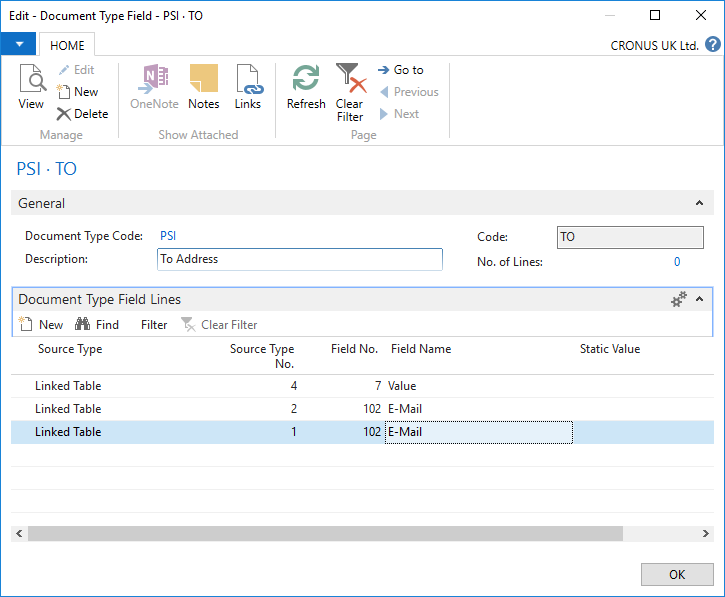 Edit - Document Type Field - PSI · TO
HOME
CRONUS UK Ltd.
?
View
Edit
New
Delete
Manage
OneNote
Notes
Links
Show Attached
Refresh
Clear
Filter
Go to
Previous
Next
Page
PSI · TO
General
Document Type Code: PSI
Code: TO
Description: To Address
No. of Lines: 0
Document Type Field Lines
New Find Filter Clear Filter
Source Type Source Type No. Field No. Field Name Static Value
Linked Table 4 7 Value
Linked Table 2 102 E-Mail
Linked Table 1 102 E-Mail
OK